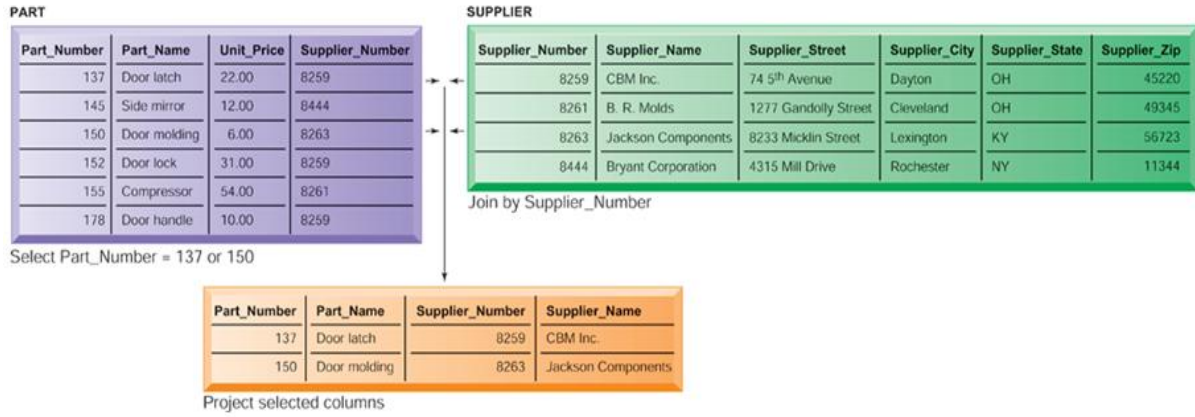 PART
Part_Number Part_Name Unit_Price Supplier_Number
137 Door latch 22.00 8259
145 Side mirror 12.00 8444
150 Door molding 6.00 8263
152 Door lock 31.00 8259
155 Compressor 54.00 8261
178 Door handle 10.00 8259
Select Part_Number = 137 or 150
SUPPLIER
Supplier_Number Supplier_Name Supplier_Street Supplier_City Supplier_State Supplier_Zip
8259 CBM Inc. 74 5th Avenue Dayton OH 45220
8261 B. R. Molds 1277 Gandolly Street Cleveland OH 49345
8263 Jackson Components 8233 Micklin Street Lexington KY 56723
8444 Bryant Corporation 4315 Mill Drive Rochester NY 11344
Join by Supplier_Number
Part_Number Part_Name Supplier_Number Supplier_Name
137 Door latch 8259 CBM Inc.
150 Door molding 8263 Jackson Components
Project selected columns